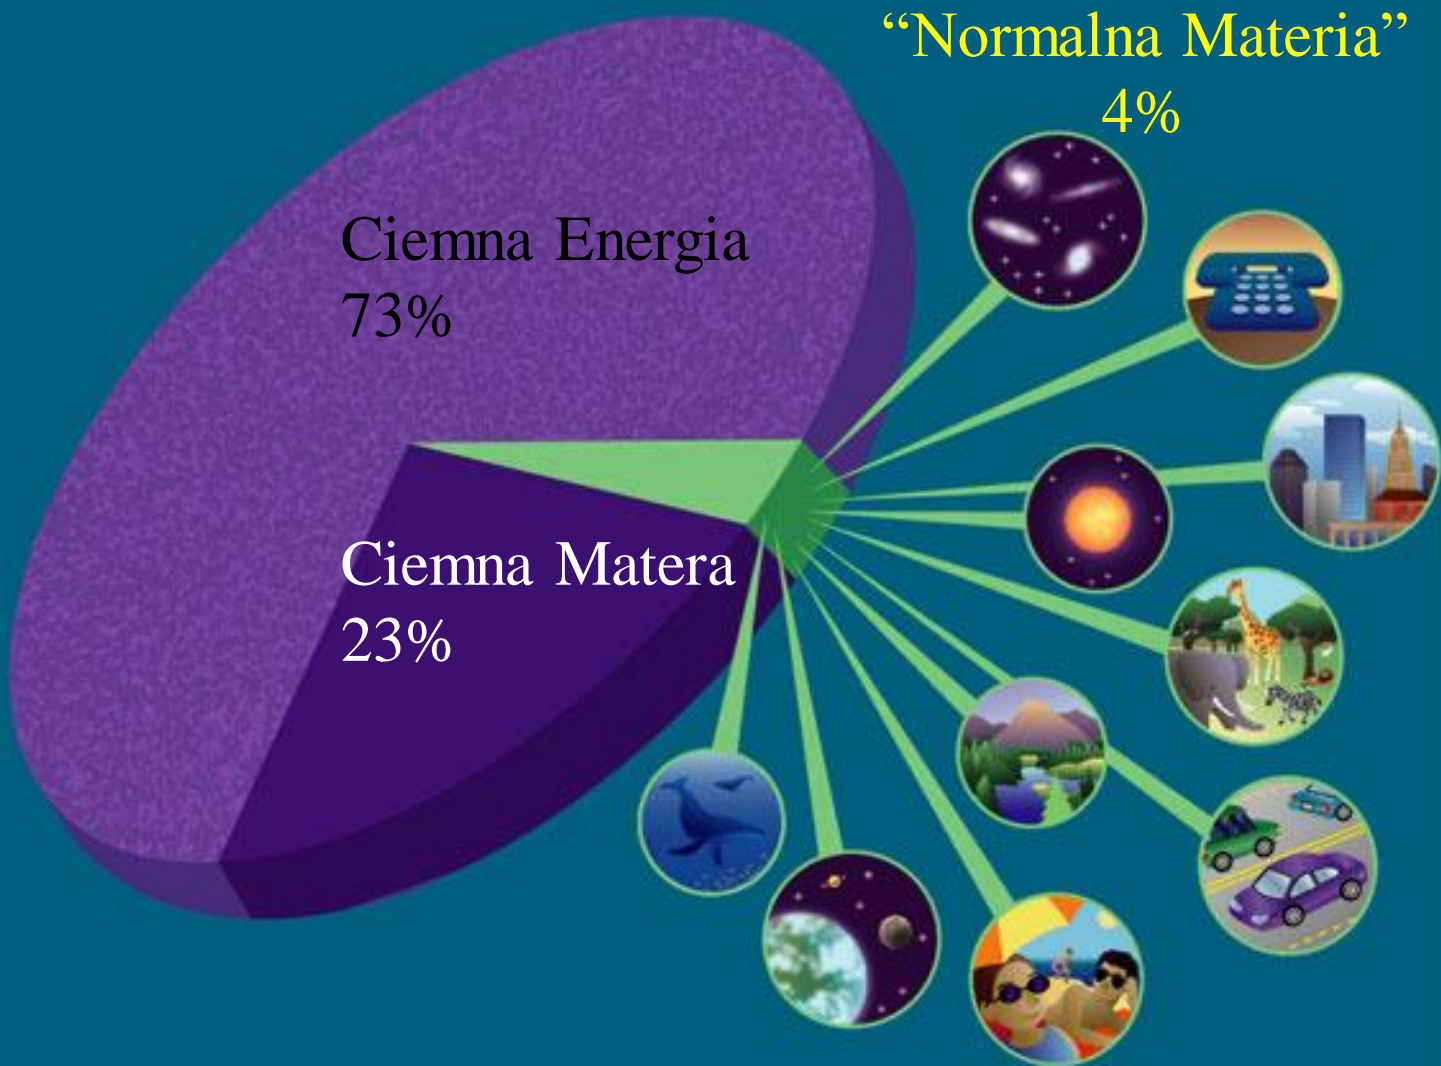 “Normalna Materia”
4%
Ciemna Energia
73%
Ciemna Matera
23%